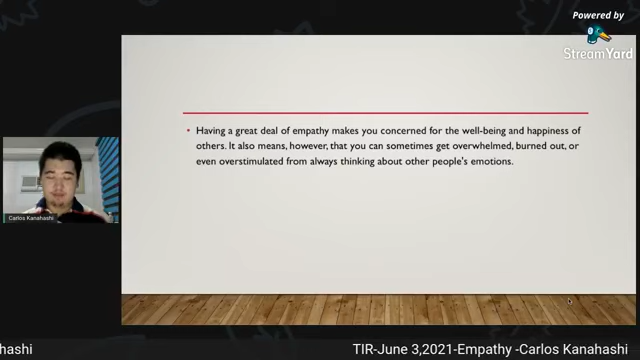 Powered by
StreamYard
• Having a great deal of empathy makes you concerned for the well-being and happiness of
others. It also means, however, that you can sometimes get overwhelmed, burned out, or
even overstimulated from always thinking about other people's emotions.
Carlos Kanahashi
hashi TIR-June 3,2021-Empathy -Carlos Kanahashi